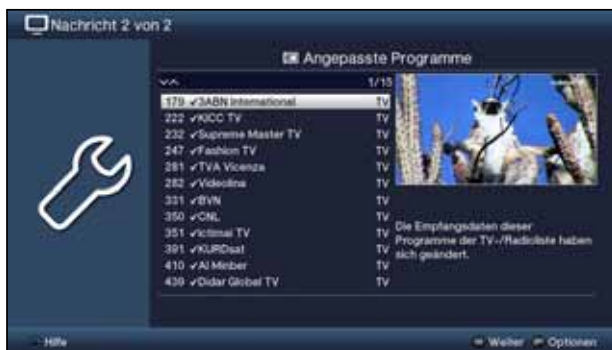 Nachricht 2 von 2
Angepasste Programme
1/15
179 ✓3ABN International TV
222 ✓KICC TV TV
232 ✓Supreme Master TV TV
247 ✓Fashion TV TV
281 ✓TVA Vicenza TV
282 ✓Videolina TV
331 ✓BVN TV
350 ✓CNL TV
351 ✓Ictimai TV TV
391 ✓KURDsat TV
410 ✓Al Minber TV
439 ✓Didar Global TV TV
Die Empfangsdaten dieser
Programme der TV-/Radioliste haben
sich geändert.
Hilfe
Weiter
Optionen